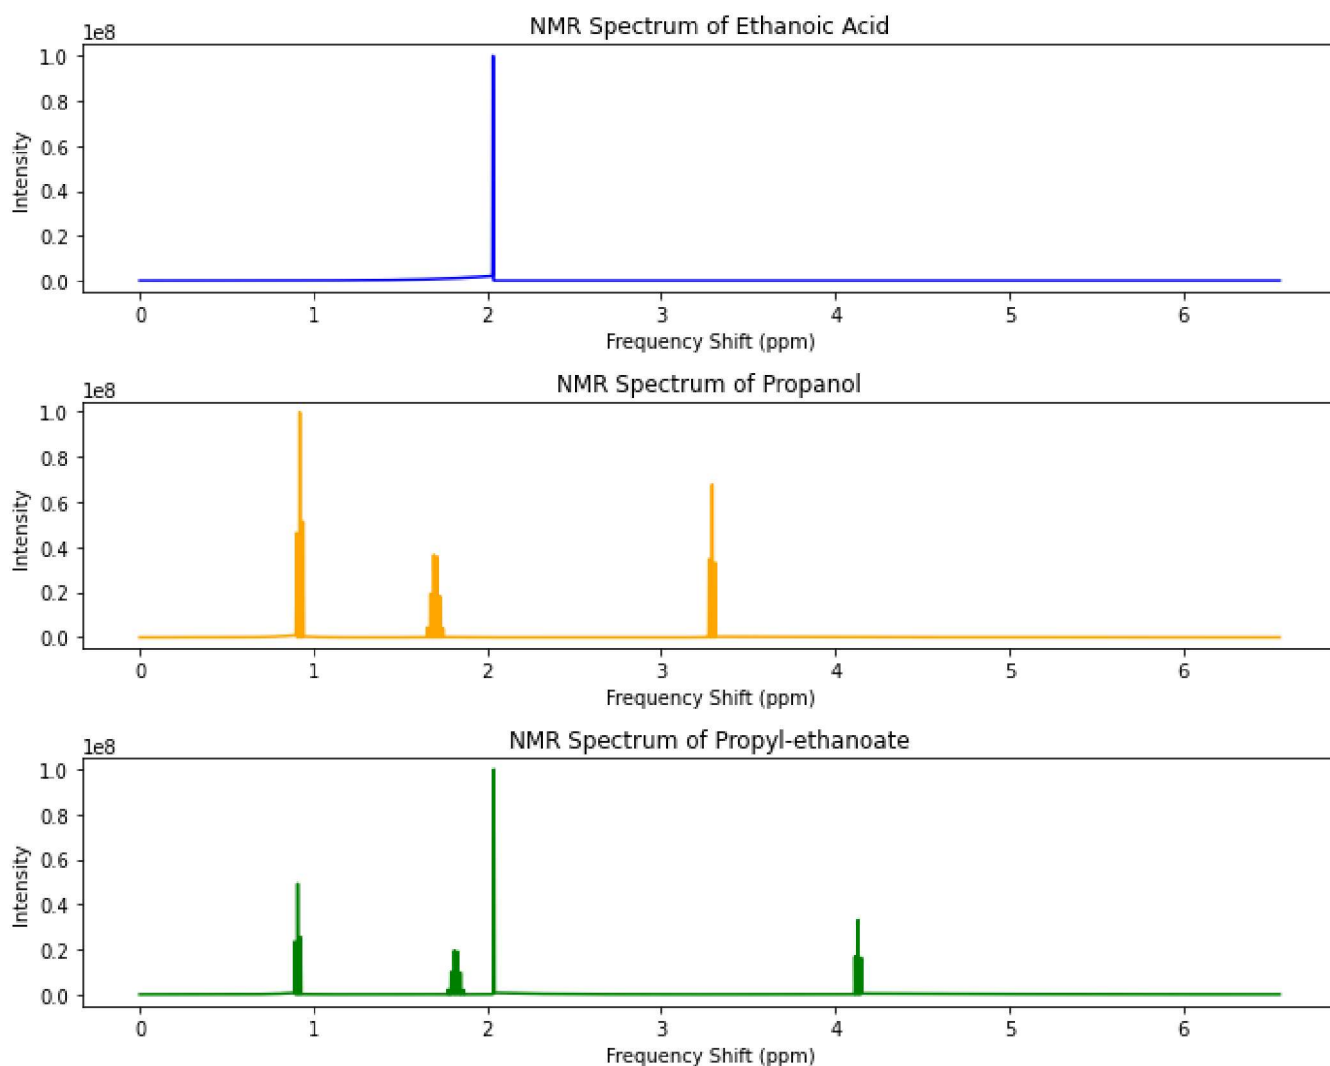 NMR Spectrum of Ethanoic Acid
1e8
1.0
0.8
0.6
0.4
0.2
0.0
Intensity
0 1 2 3 4 5 6
Frequency Shift (ppm)
NMR Spectrum of Propanol
1e8
1.0
0.8
0.6
0.4
0.2
0.0
Intensity
0 1 2 3 4 5 6
Frequency Shift (ppm)
NMR Spectrum of Propyl-ethanoate
1e8
1.0
0.8
0.6
0.4
0.2
0.0
Intensity
0 1 2 3 4 5 6
Frequency Shift (ppm)